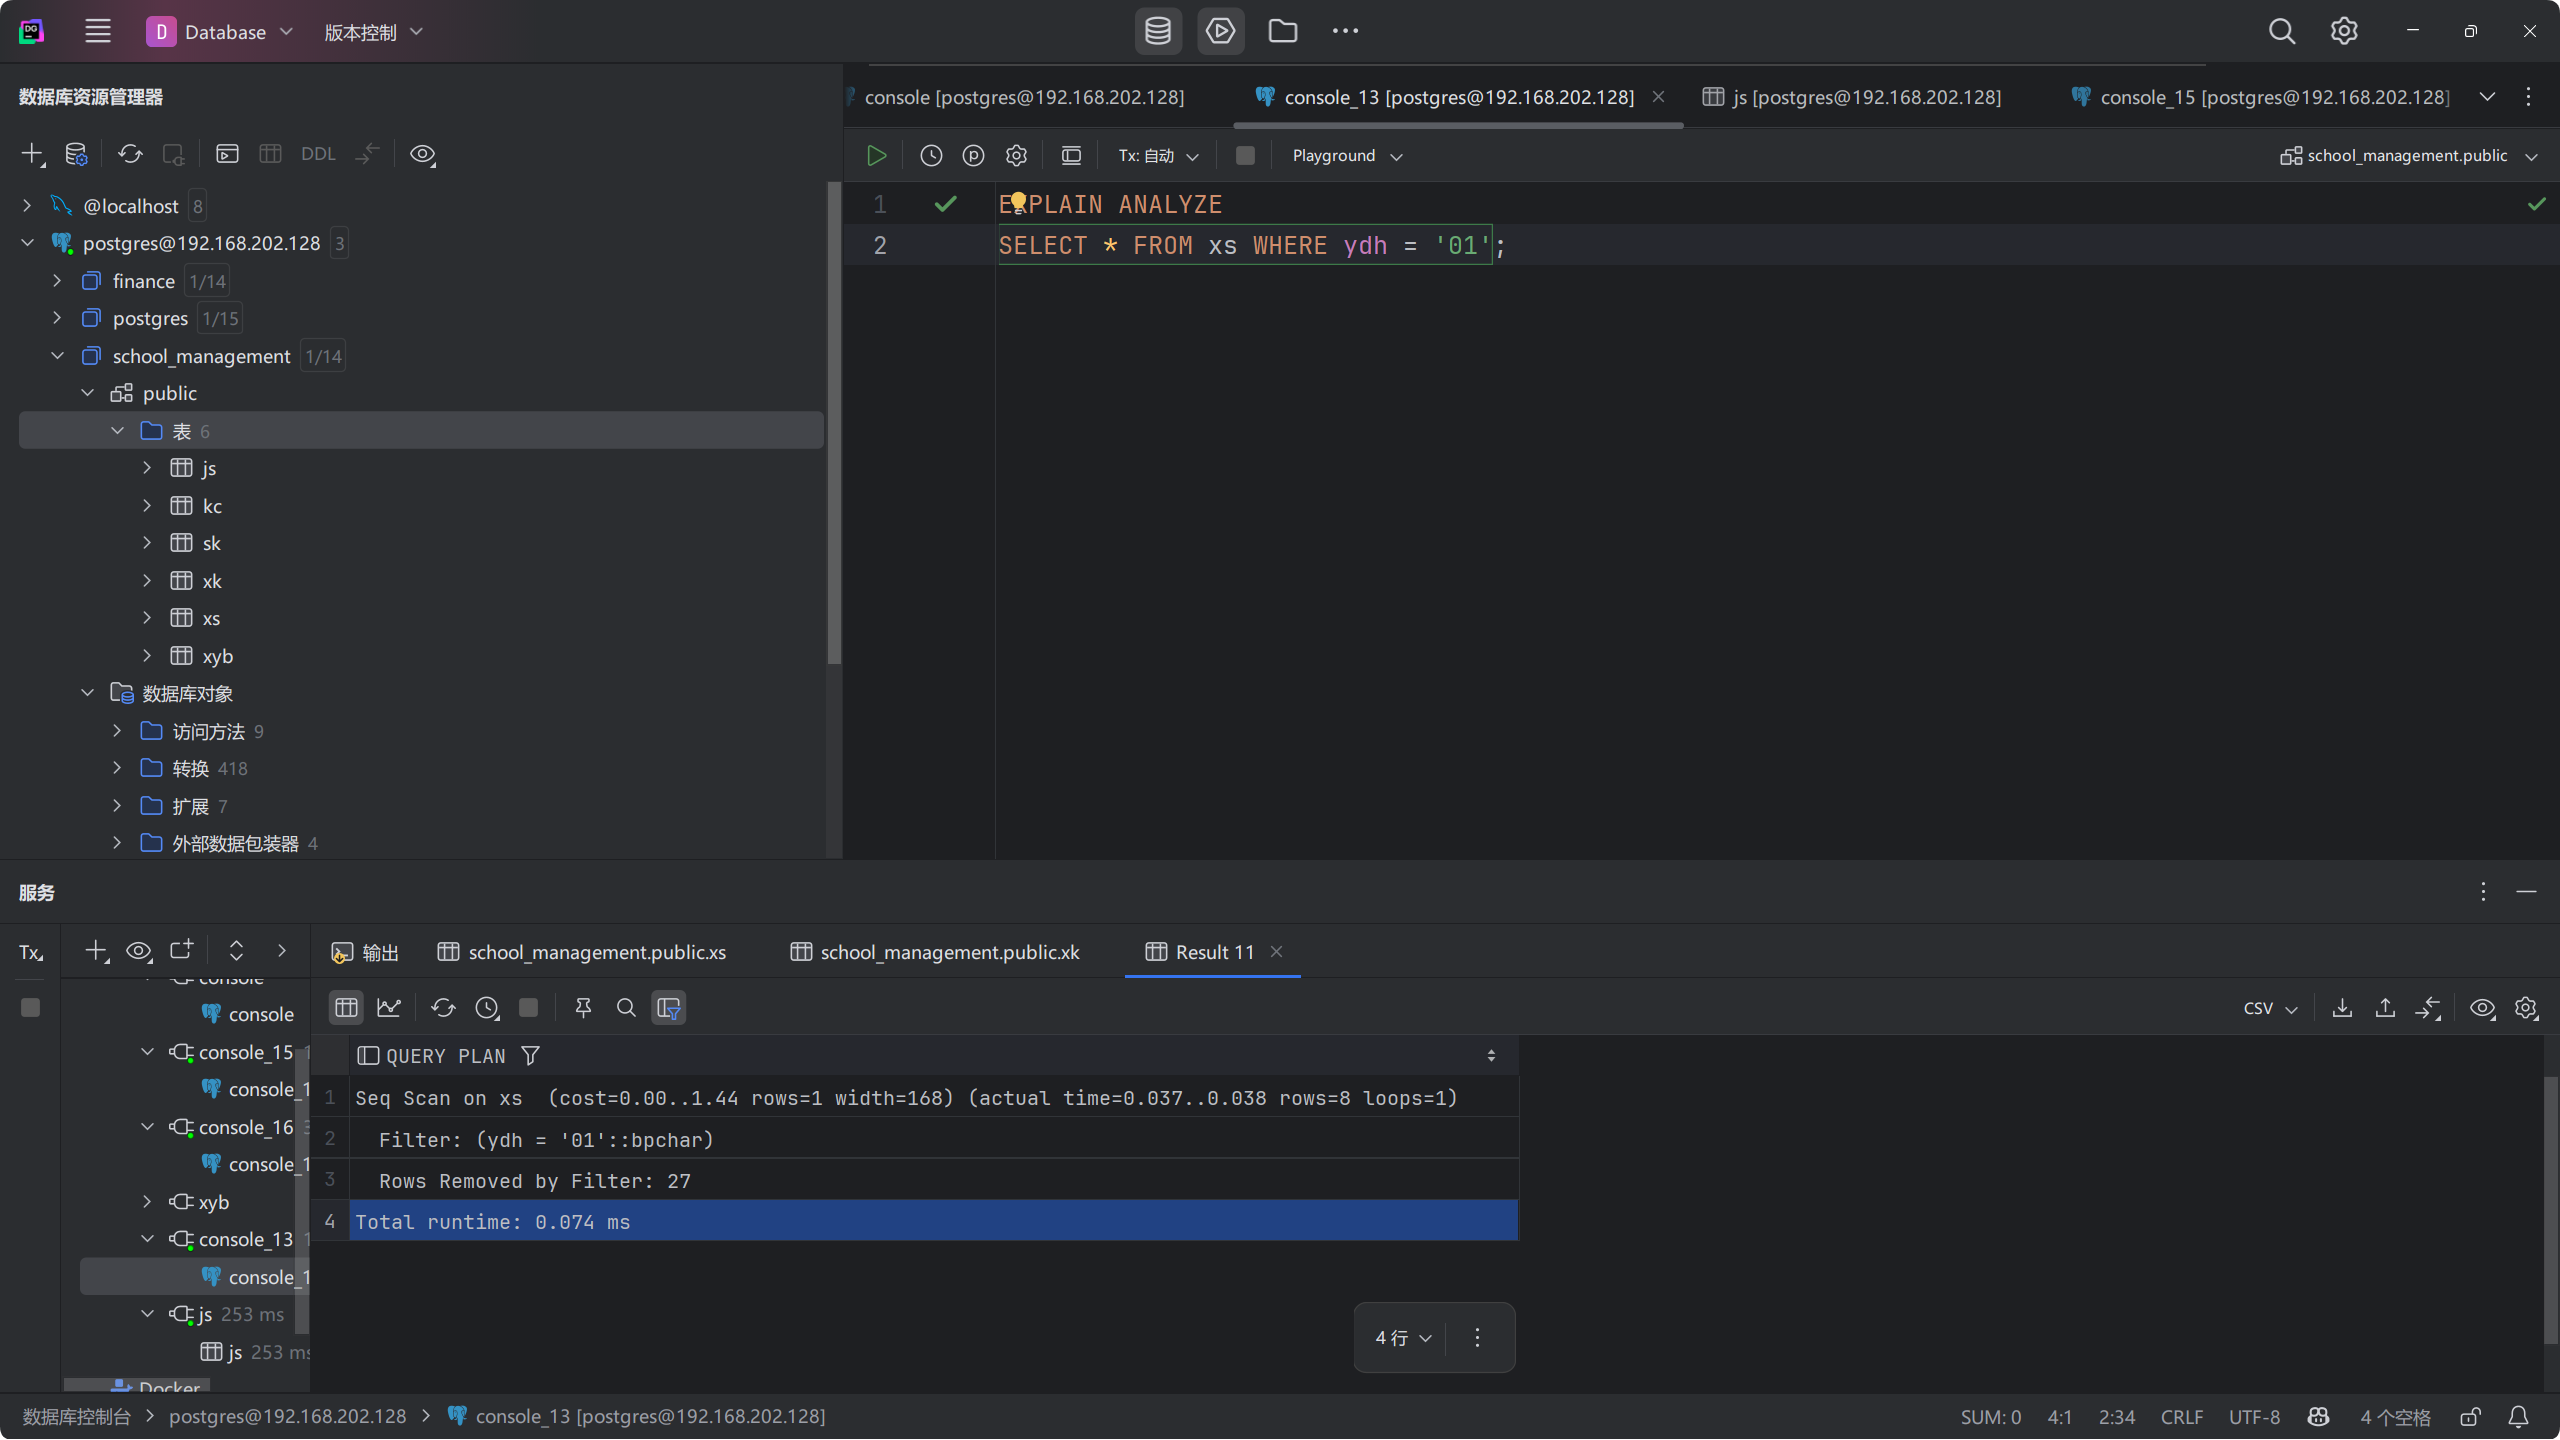 D Database
版本控制
数据库资源管理器
DDL
@localhost 8
postgres@192.168.202.128 3
finance 1/14
postgres 1/15
school_management 1/14
public
表 6
js
kc
sk
xk
xs
xyb
数据库对象
访问方法 9
转换 418
扩展 7
外部数据包装器 4
console [postgres@192.168.202.128]
console_13 [postgres@192.168.202.128]
js [postgres@192.168.202.128]
console_15 [postgres@192.168.202.128]
Tx: 自动
Playground
school_management.public
1 EXPLAIN ANALYZE
2 SELECT * FROM xs WHERE ydh = '01';
服务
Tx
console
console
console_15
console_1
console_16
console_1
xyb
console_13
console_1
js 253 ms
js 253 ms
Docker
输出
school_management.public.xs
school_management.public.xk
Result 11
CSV
QUERY PLAN
1 Seq Scan on xs  (cost=0.00..1.44 rows=1 width=168) (actual time=0.037..0.038 rows=8 loops=1)
2 Filter: (ydh = '01'::bpchar)
3 Rows Removed by Filter: 27
4 Total runtime: 0.074 ms
4 行
数据库控制台 > postgres@192.168.202.128 > console_13 [postgres@192.168.202.128]
SUM: 0 4:1 2:34 CRLF UTF-8 4 个空格